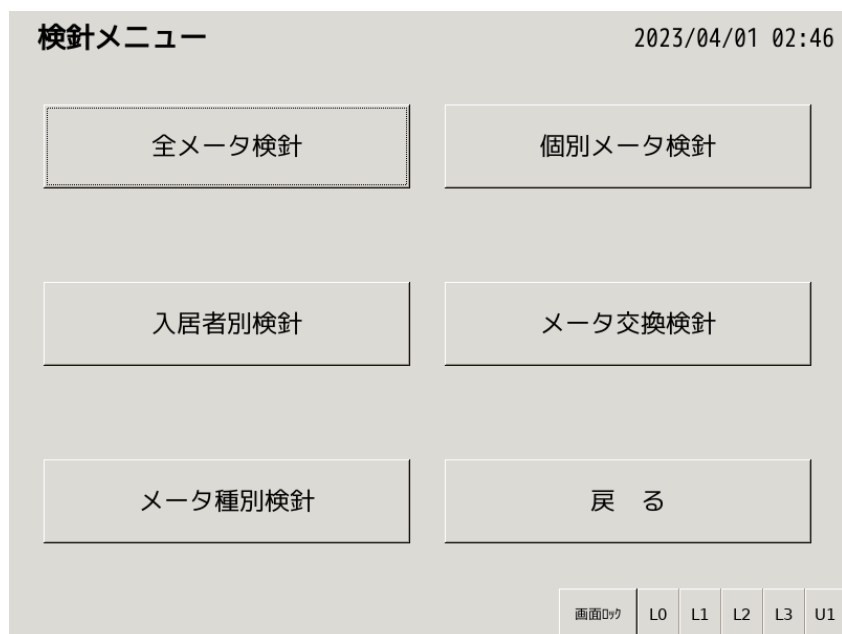 検針メニュー 2023/04/01 02:46
全メータ検針 個別メータ検針
入居者別検針 メータ交換検針
メータ種別検針 戻　る
画面ﾛｯｸ L0 L1 L2 L3 U1